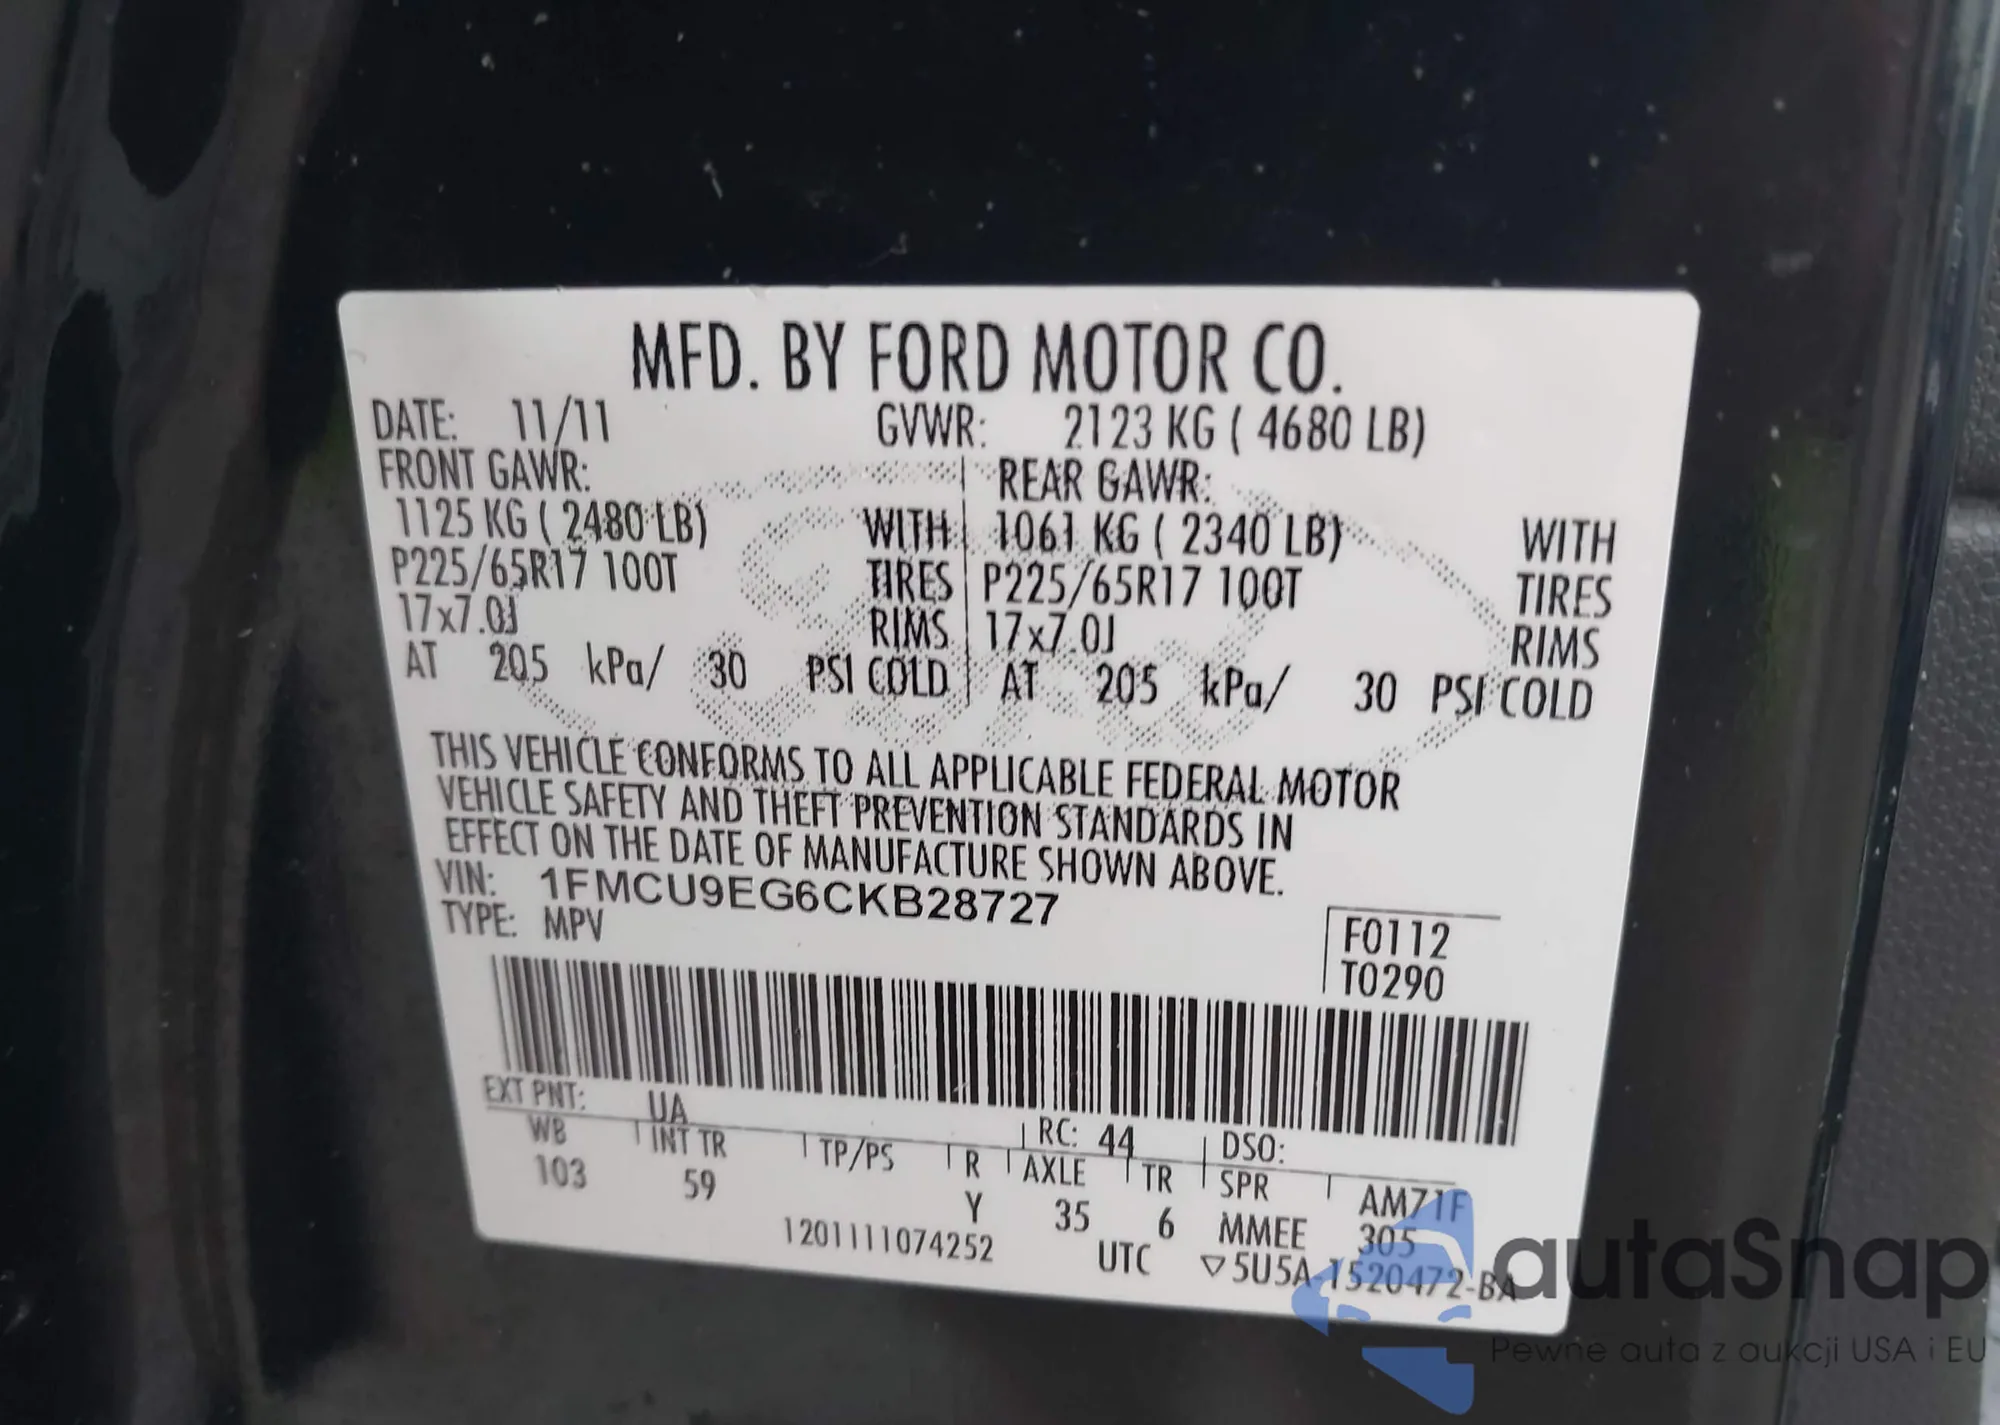 MFD. BY FORD MOTOR CO.
DATE: 11/11 GVWR: 2123 KG ( 4680 LB)
FRONT GAWR: REAR GAWR:
1125 KG ( 2480 LB) WITH 1061 KG ( 2340 LB) WITH
P225/65R17 100T TIRES P225/65R17 100T TIRES
17x7.0J RIMS 17x7.0J RIMS
AT 205 kPa/ 30 PSI COLD AT 205 kPa/ 30 PSI COLD
THIS VEHICLE CONFORMS TO ALL APPLICABLE FEDERAL MOTOR
VEHICLE SAFETY AND THEFT PREVENTION STANDARDS IN
EFFECT ON THE DATE OF MANUFACTURE SHOWN ABOVE.
VIN: 1FMCU9EG6CKB28727
TYPE: MPV
F0112
T0290
EXT PNT: UA RC: 44 DSO:
WB INT TR TP/PS R AXLE TR SPR AM71F
103 59 Y 35 6 MMEE 305
1201111074252 UTC ▽5U5A-1520472-BA
autaSnap
Pewne auta z aukcji USA i EU